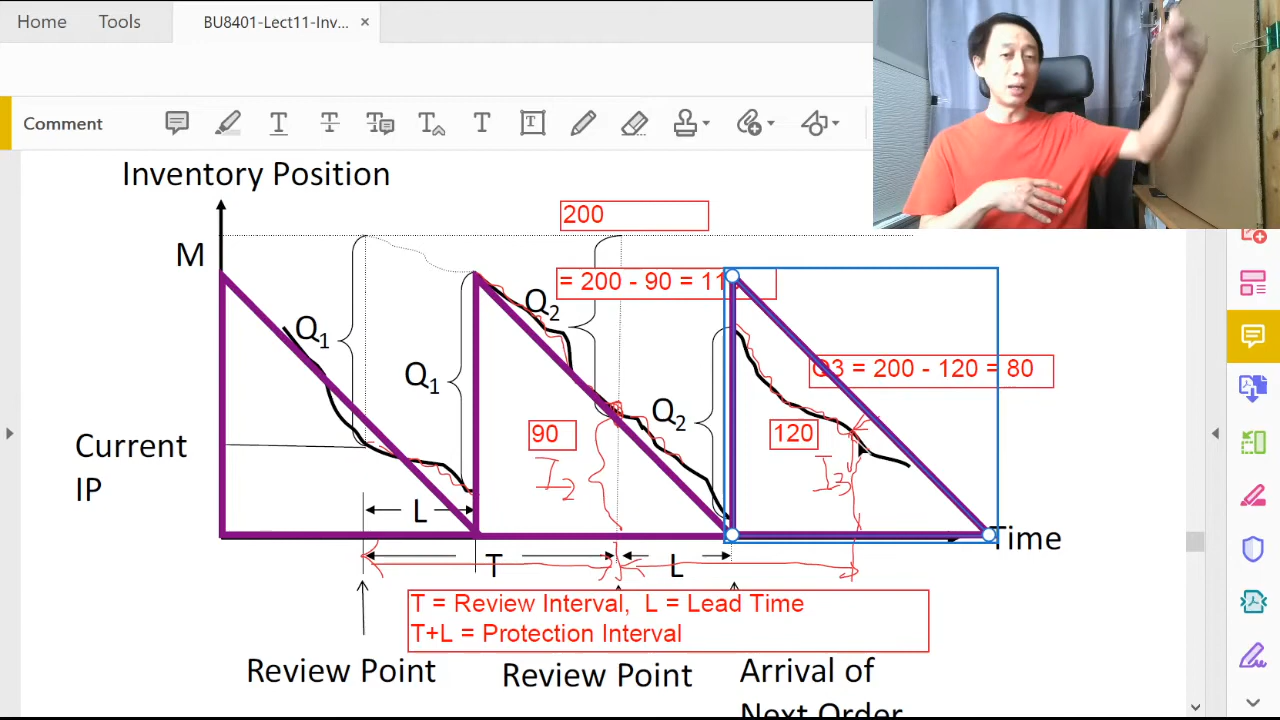 Home
Tools
BU8401-Lect11-Inv...
×
Comment
Inventory Position
200
M
= 200 - 90 = 11
Q2
Q1
Q1
Q3 = 200 - 120 = 80
Q2
90
120
Current
IP
I2
I3
L
Time
T
L
T = Review Interval, L = Lead Time
T+L = Protection Interval
Review Point
Review Point
Arrival of
Next Order